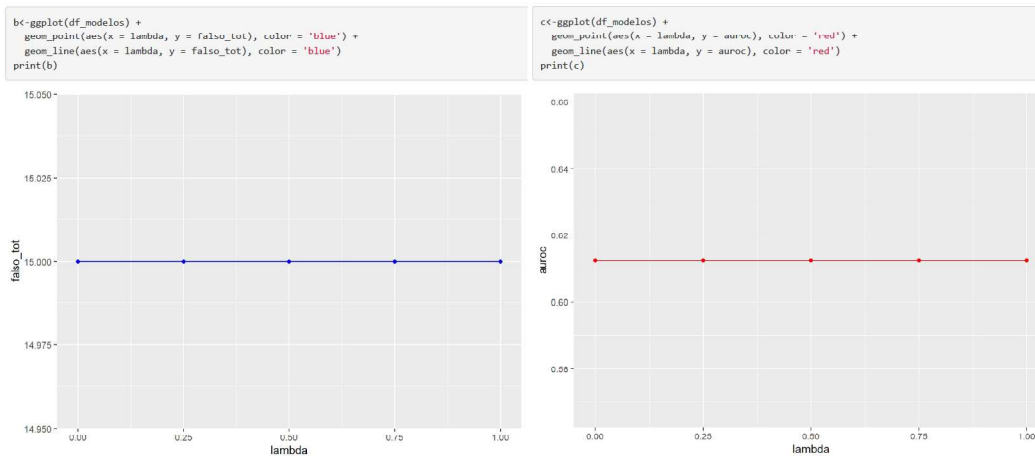 b<-ggplot(df_modelos) +
geom_point(aes(x = lambda, y = falso_tot), color = 'blue') +
geom_line(aes(x = lambda, y = falso_tot), color = 'blue')
print(b)
15.050
15.025
15.000
14.975
14.950
falso_tot
0.00 0.25 0.50 0.75 1.00
lambda
c<-ggplot(df_modelos) +
geom_point(aes(x = lambda, y = auroc), color = 'red') +
geom_line(aes(x = lambda, y = auroc), color = 'red')
print(c)
0.64
0.62
0.60
auroc
0.00 0.25 0.50 0.75 1.00
lambda